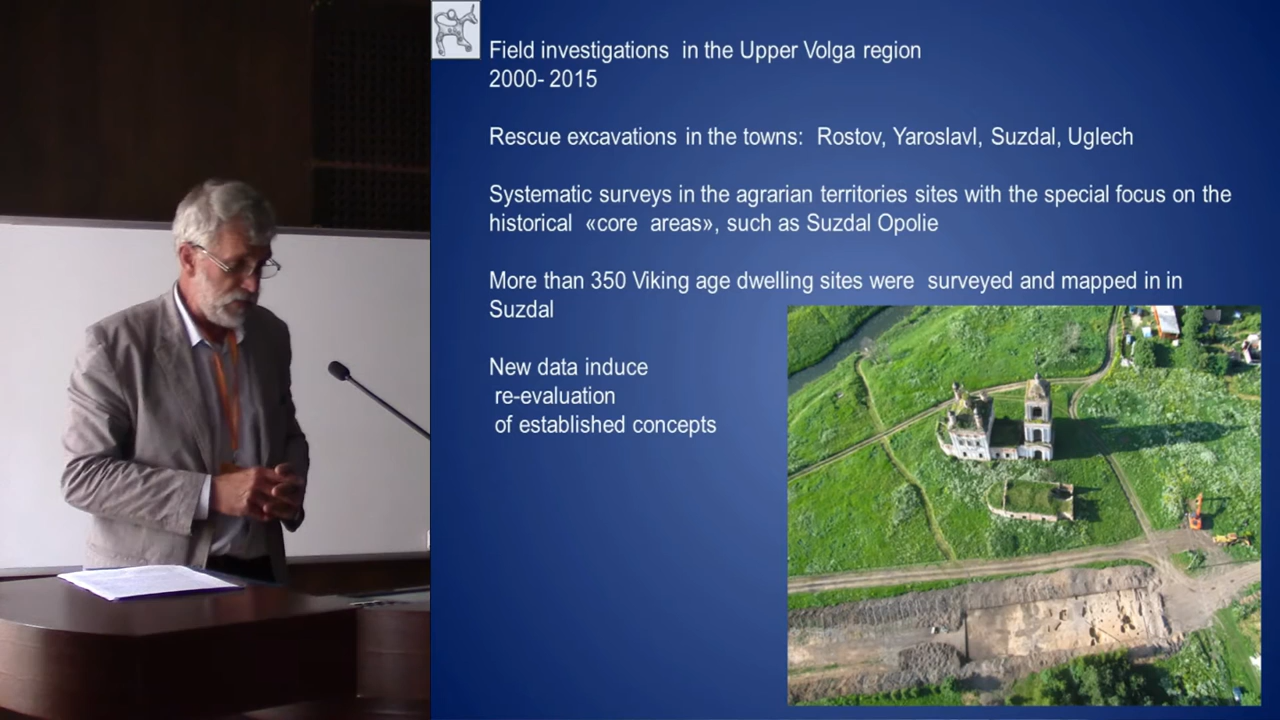 Field investigations in the Upper Volga region
2000- 2015
Rescue excavations in the towns: Rostov, Yaroslavl, Suzdal, Uglech
Systematic surveys in the agrarian territories sites with the special focus on the
historical «core areas», such as Suzdal Opolie
More than 350 Viking age dwelling sites were surveyed and mapped in in
Suzdal
New data induce
re-evaluation
of established concepts